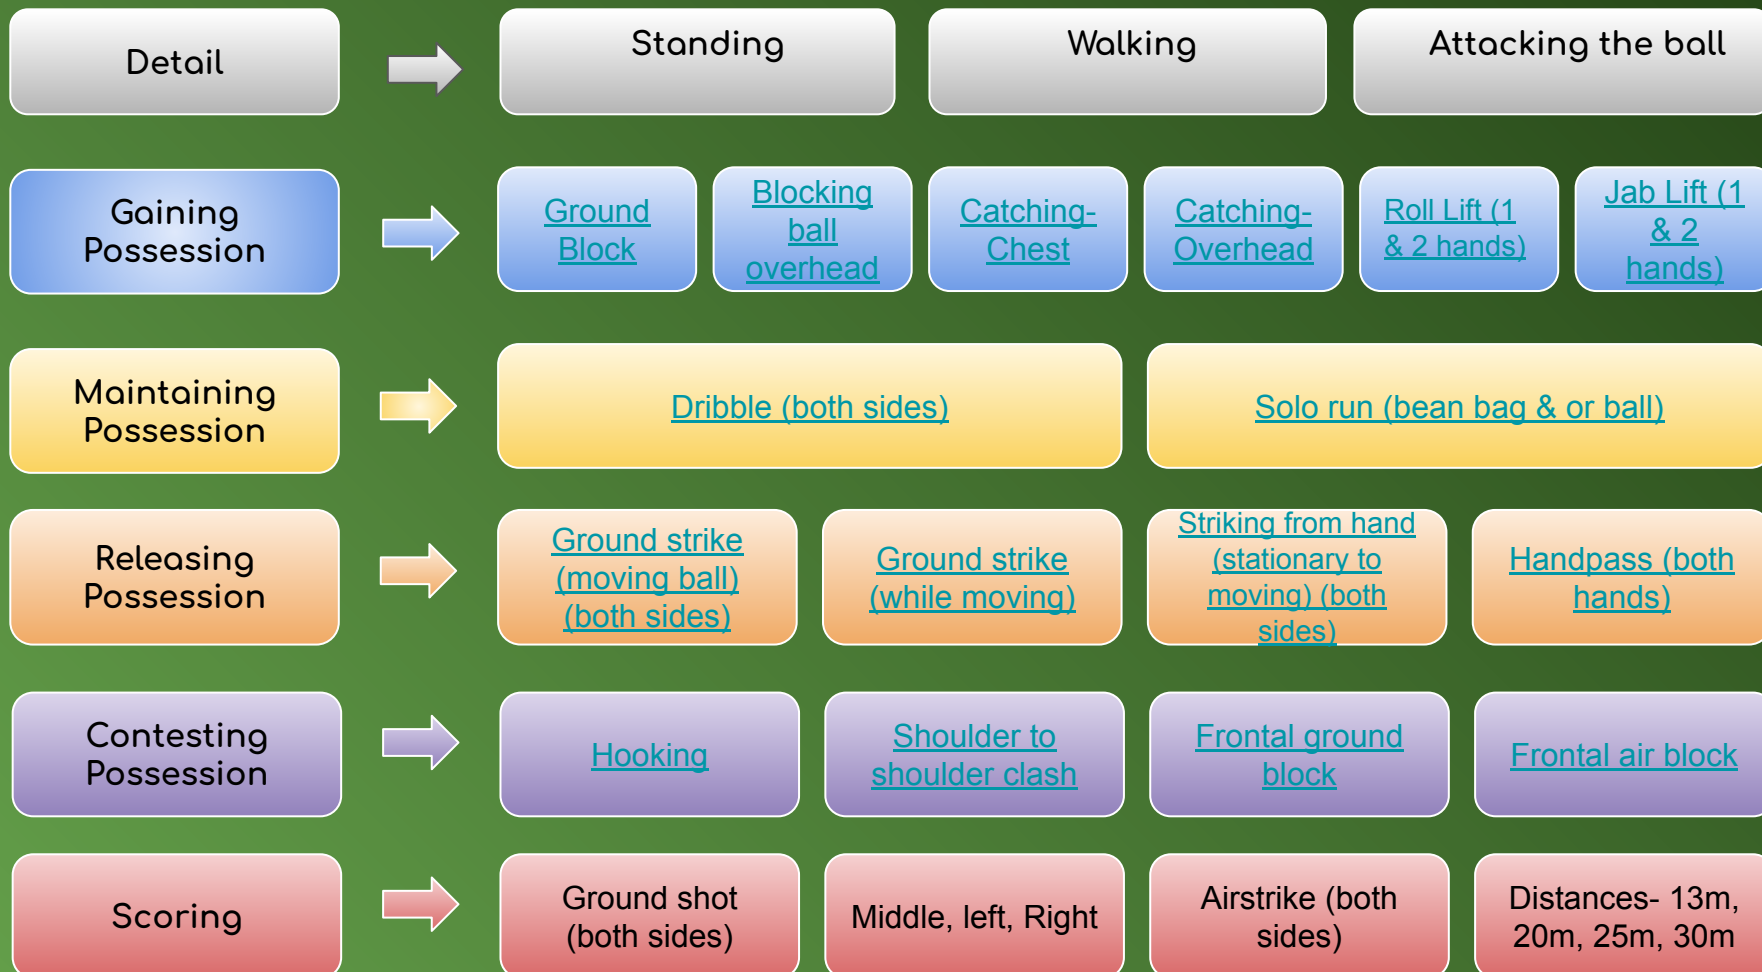 Detail
Standing
Walking
Attacking the ball
Gaining
Possession
Ground
Block
Blocking
ball
overhead
Catching-
Chest
Catching-
Overhead
Roll Lift (1
& 2 hands)
Jab Lift (1
& 2
hands)
Maintaining
Possession
Dribble (both sides)
Solo run (bean bag & or ball)
Releasing
Possession
Ground strike
(moving ball)
(both sides)
Ground strike
(while moving)
Striking from hand
(stationary to
moving) (both
sides)
Handpass (both
hands)
Contesting
Possession
Hooking
Shoulder to
shoulder clash
Frontal ground
block
Frontal air block
Scoring
Ground shot
(both sides)
Middle, left, Right
Airstrike (both
sides)
Distances- 13m,
20m, 25m, 30m